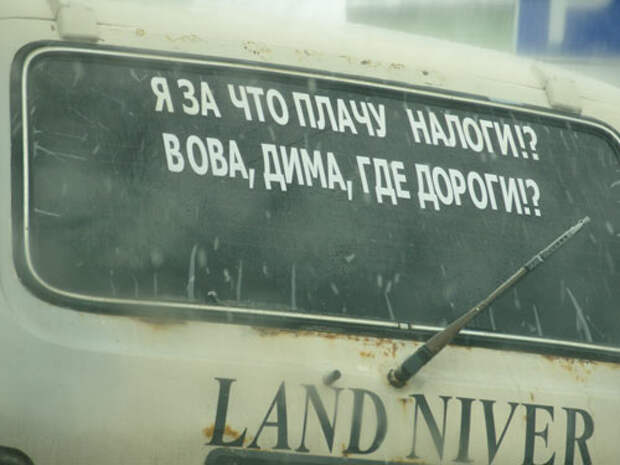 Я ЗА ЧТО ПЛАЧУ НАЛОГИ!?
ВОВА, ДИМА, ГДЕ ДОРОГИ!?
LAND NIVER